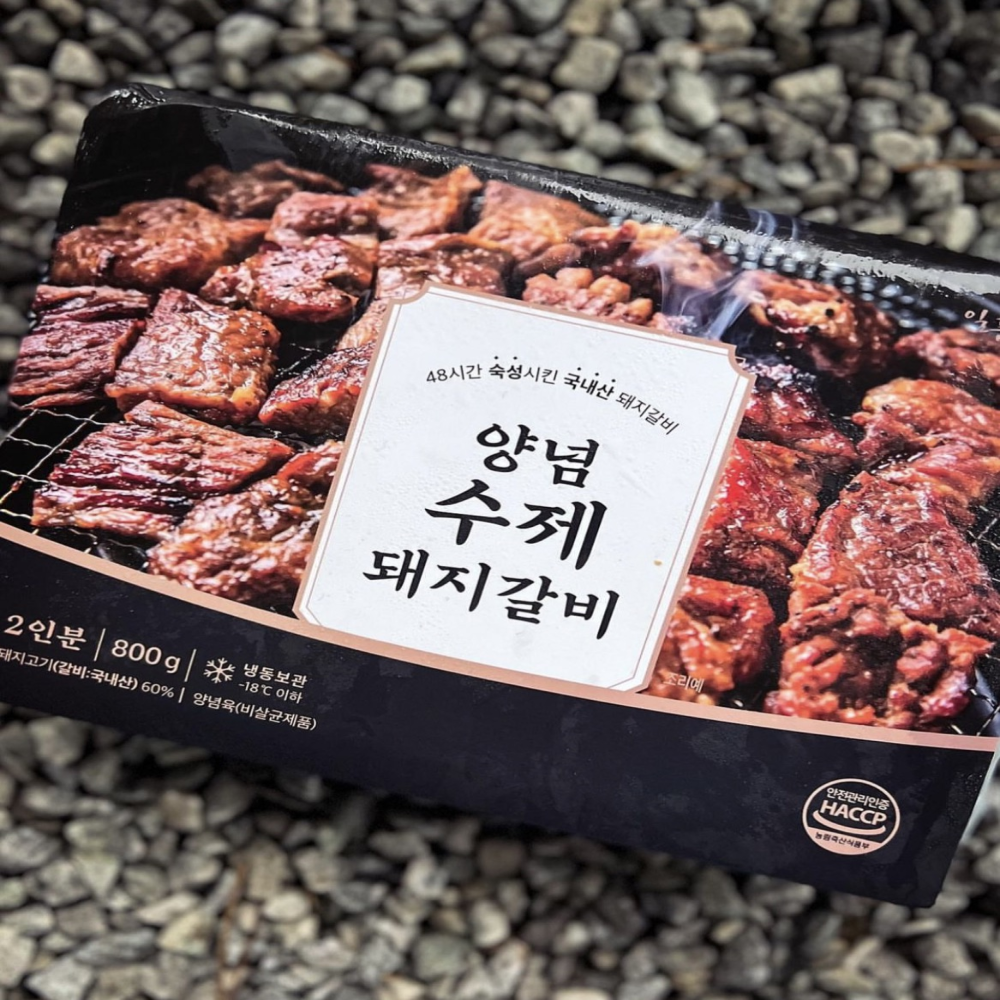 48시간 숙성시킨 국내산 돼지갈비
양념
수제
돼지갈비
2인분 | 800g | 냉동보관
-18℃ 이하
돼지고기(갈비:국내산) 60% | 양념육(비살균제품)
조리예
안전관리인증
HACCP
농림축산식품부